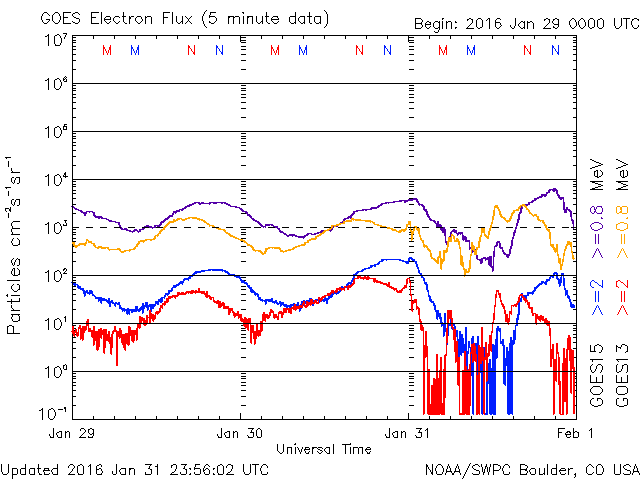 GOES Electron Flux (5 minute data)
Begin: 2016 Jan 29 0000 UTC
M M N N M M N N M M N N
10⁷
10⁶
10⁵
10⁴
10³
10²
10¹
10⁰
10⁻¹
Particles cm⁻²s⁻¹sr⁻¹
GOES15 >=2 >=0.8 MeV
GOES13 >=2 >=0.8 MeV
Jan 29 Jan 30 Jan 31 Feb 1
Universal Time
Updated 2016 Jan 31 23:56:02 UTC
NOAA/SWPC Boulder, CO USA